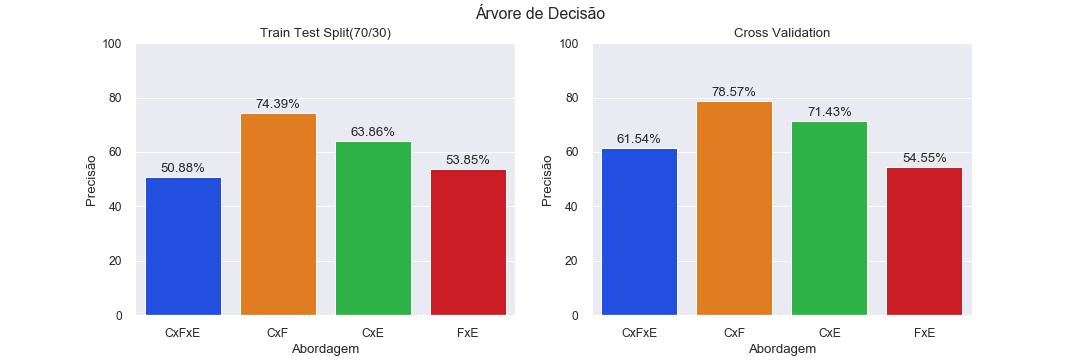 Árvore de Decisão
Train Test Split(70/30)
100
80
60
40
20
0
Precisão
50.88%
74.39%
63.86%
53.85%
CxFxE
CxF
CxE
FxE
Abordagem
Cross Validation
100
80
60
40
20
0
Precisão
61.54%
78.57%
71.43%
54.55%
CxFxE
CxF
CxE
FxE
Abordagem